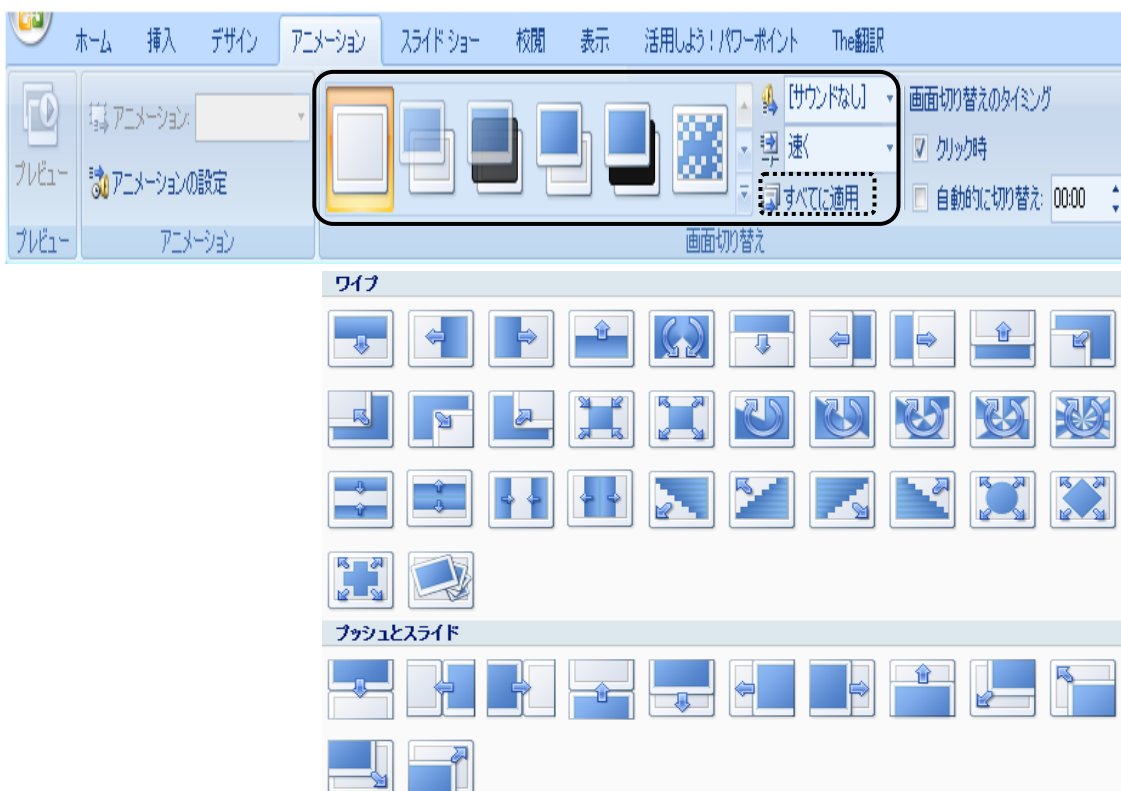 ホーム 挿入 デザイン アニメーション スライド ショー 校閲 表示 活用しよう！パワーポイント The翻訳
アニメーション: [サウンドなし] 画面切り替えのタイミング
プレビュー 速く クリック時
アニメーションの設定 すべてに適用 自動的に切り替え: 00:00
プレビュー アニメーション 画面切り替え
ワイプ
プッシュとスライド